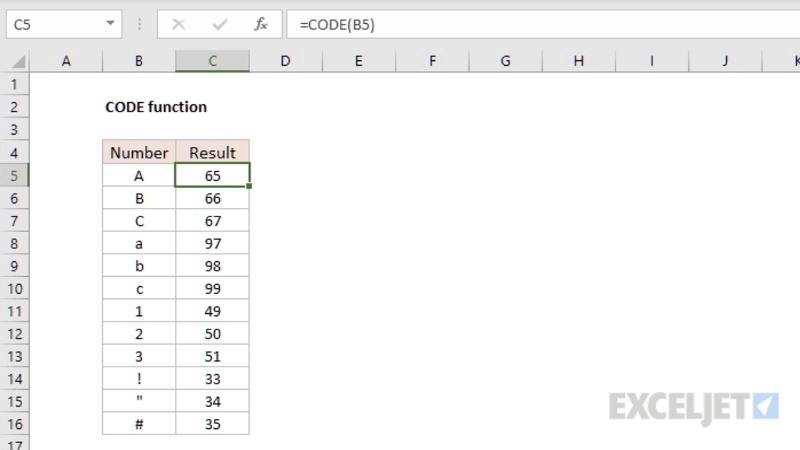 C5 fx =CODE(B5)
A B C D E F G H I J K
1
2 CODE function
3
4 Number Result
5 A 65
6 B 66
7 C 67
8 a 97
9 b 98
10 c 99
11 1 49
12 2 50
13 3 51
14 ! 33
15 " 34
16 # 35
17
EXCELJET